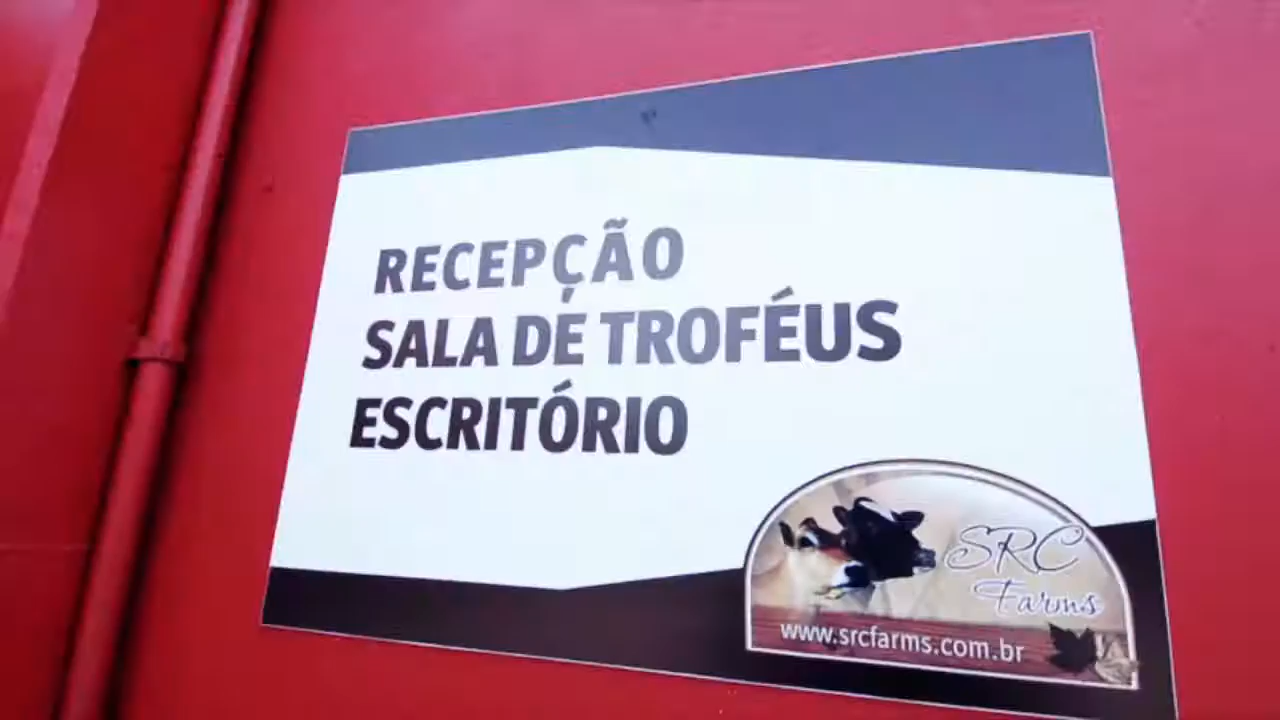 RECEPÇÃO
SALA DE TROFÉUS
ESCRITÓRIO
SRC
Farms
www.srcfarms.com.br